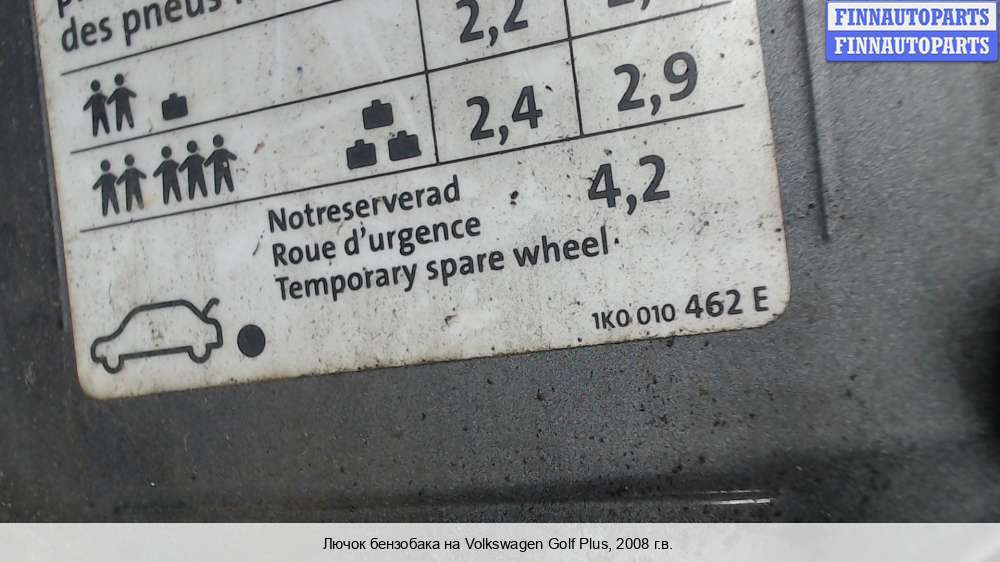 FINNAUTOPARTS
FINNAUTOPARTS
des pneus
2,2
2,4 2,9
Notreserverad 4,2
Roue d'urgence
Temporary spare wheel
1K0 010 462 E
Лючок бензобака на Volkswagen Golf Plus, 2008 г.в.